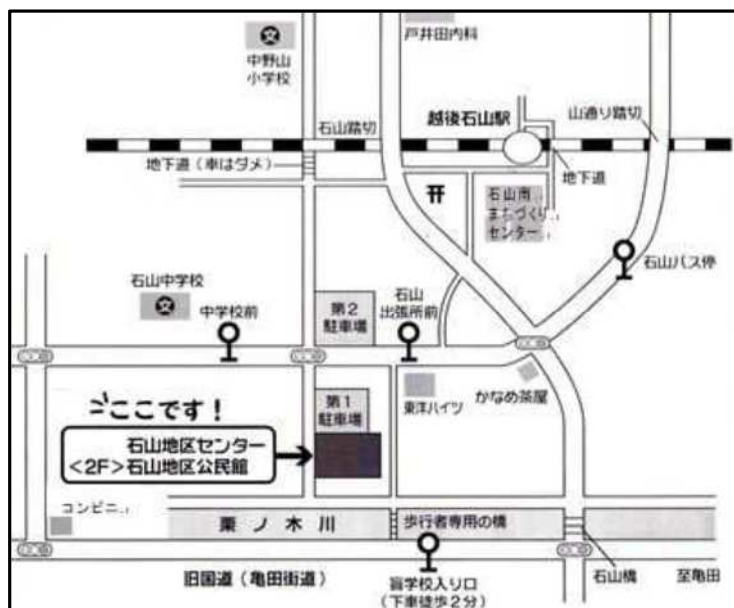 戸井田内科
文
中野山
小学校
石山踏切
越後石山駅
山通り踏切
地下道（車はダメ）
地下道
石山南
まちづくり
センター
石山バス停
石山中学校
文
中学校前
第2
駐車場
石山
出張所前
ここです！
第1
駐車場
東洋ハイツ
かなめ茶屋
石山地区センター
<2F>石山地区公民館
コンビニ
栗ノ木川
歩行者専用の橋
旧国道（亀田街道）
盲学校入り口
（下車徒歩2分）
石山橋
至亀田